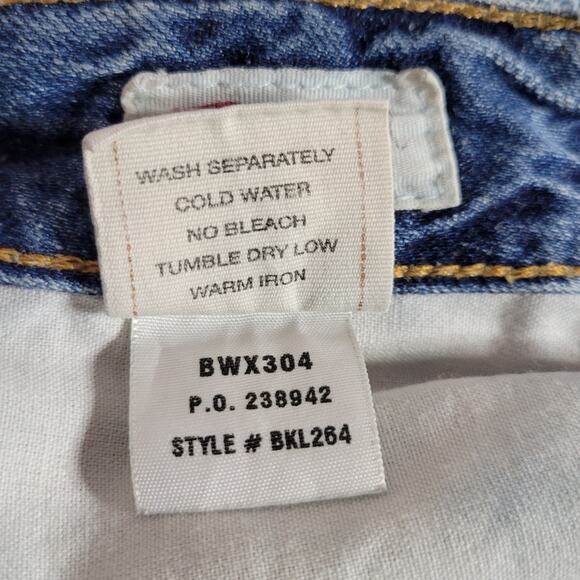 WASH SEPARATELY
COLD WATER
NO BLEACH
TUMBLE DRY LOW
WARM IRON
BWX304
P.O. 238942
STYLE # BKL264